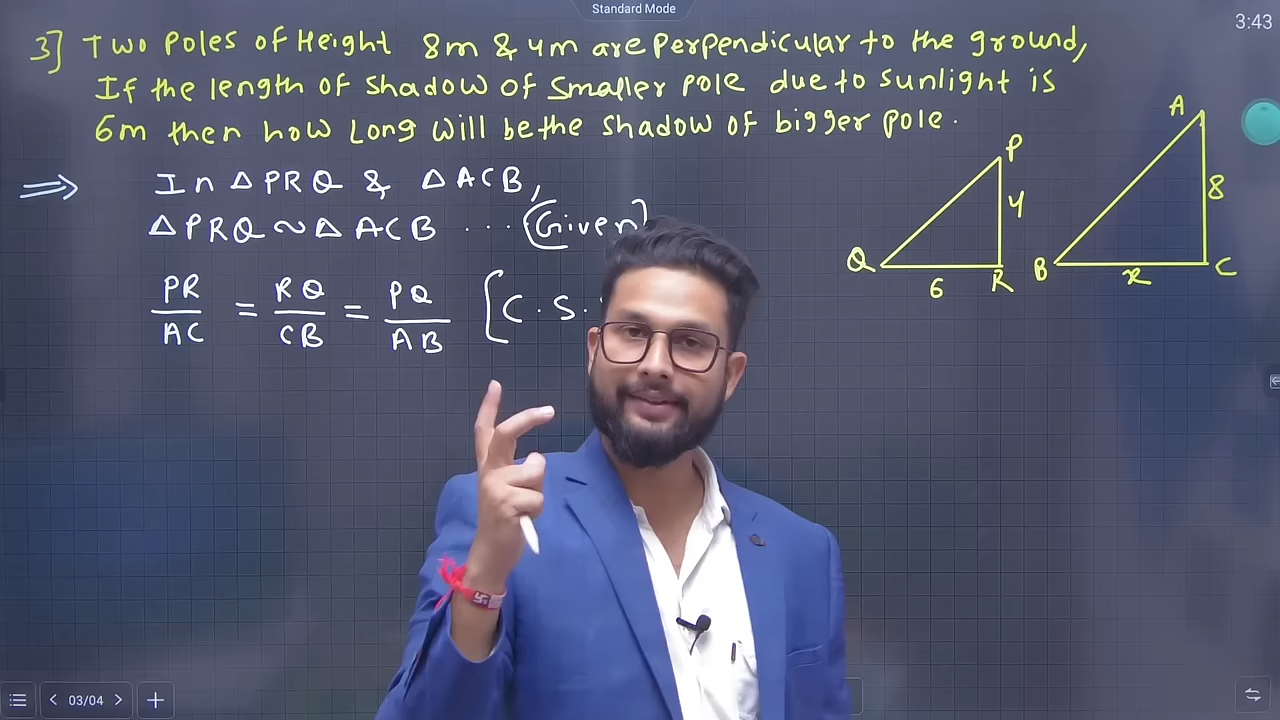 Standard Mode
3:43
3] Two Poles of Height 8m & 4m are Perpendicular to the ground,
If the length of shadow of smaller pole due to sunlight is
6m then how Long will be the shadow of bigger pole.
⇒ In △PRQ & △ACB,
△PRQ ~ △ACB ... [Given]
PR/AC = RQ/CB = PQ/AB [C.S.
P
4
Q
6
R
A
8
B
x
C
03/04